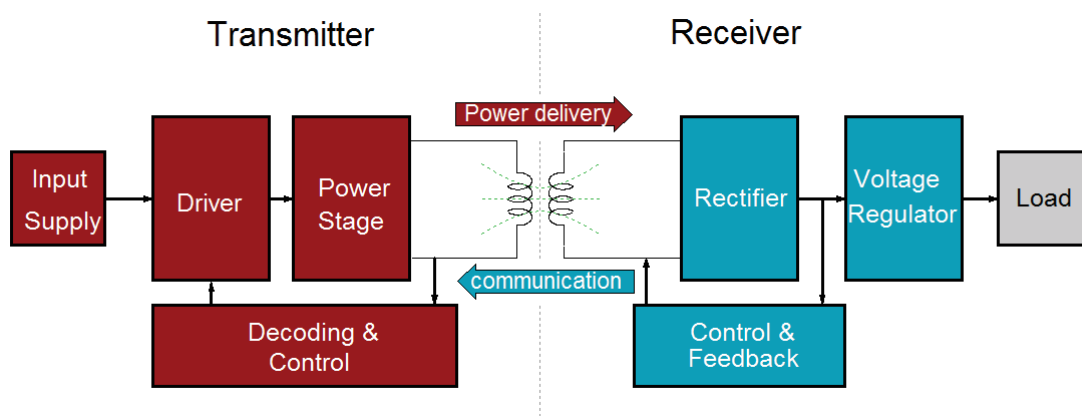 Transmitter
Receiver
Power delivery
Input
Supply
Driver
Power
Stage
Rectifier
Voltage
Regulator
Load
communication
Decoding &
Control
Control &
Feedback